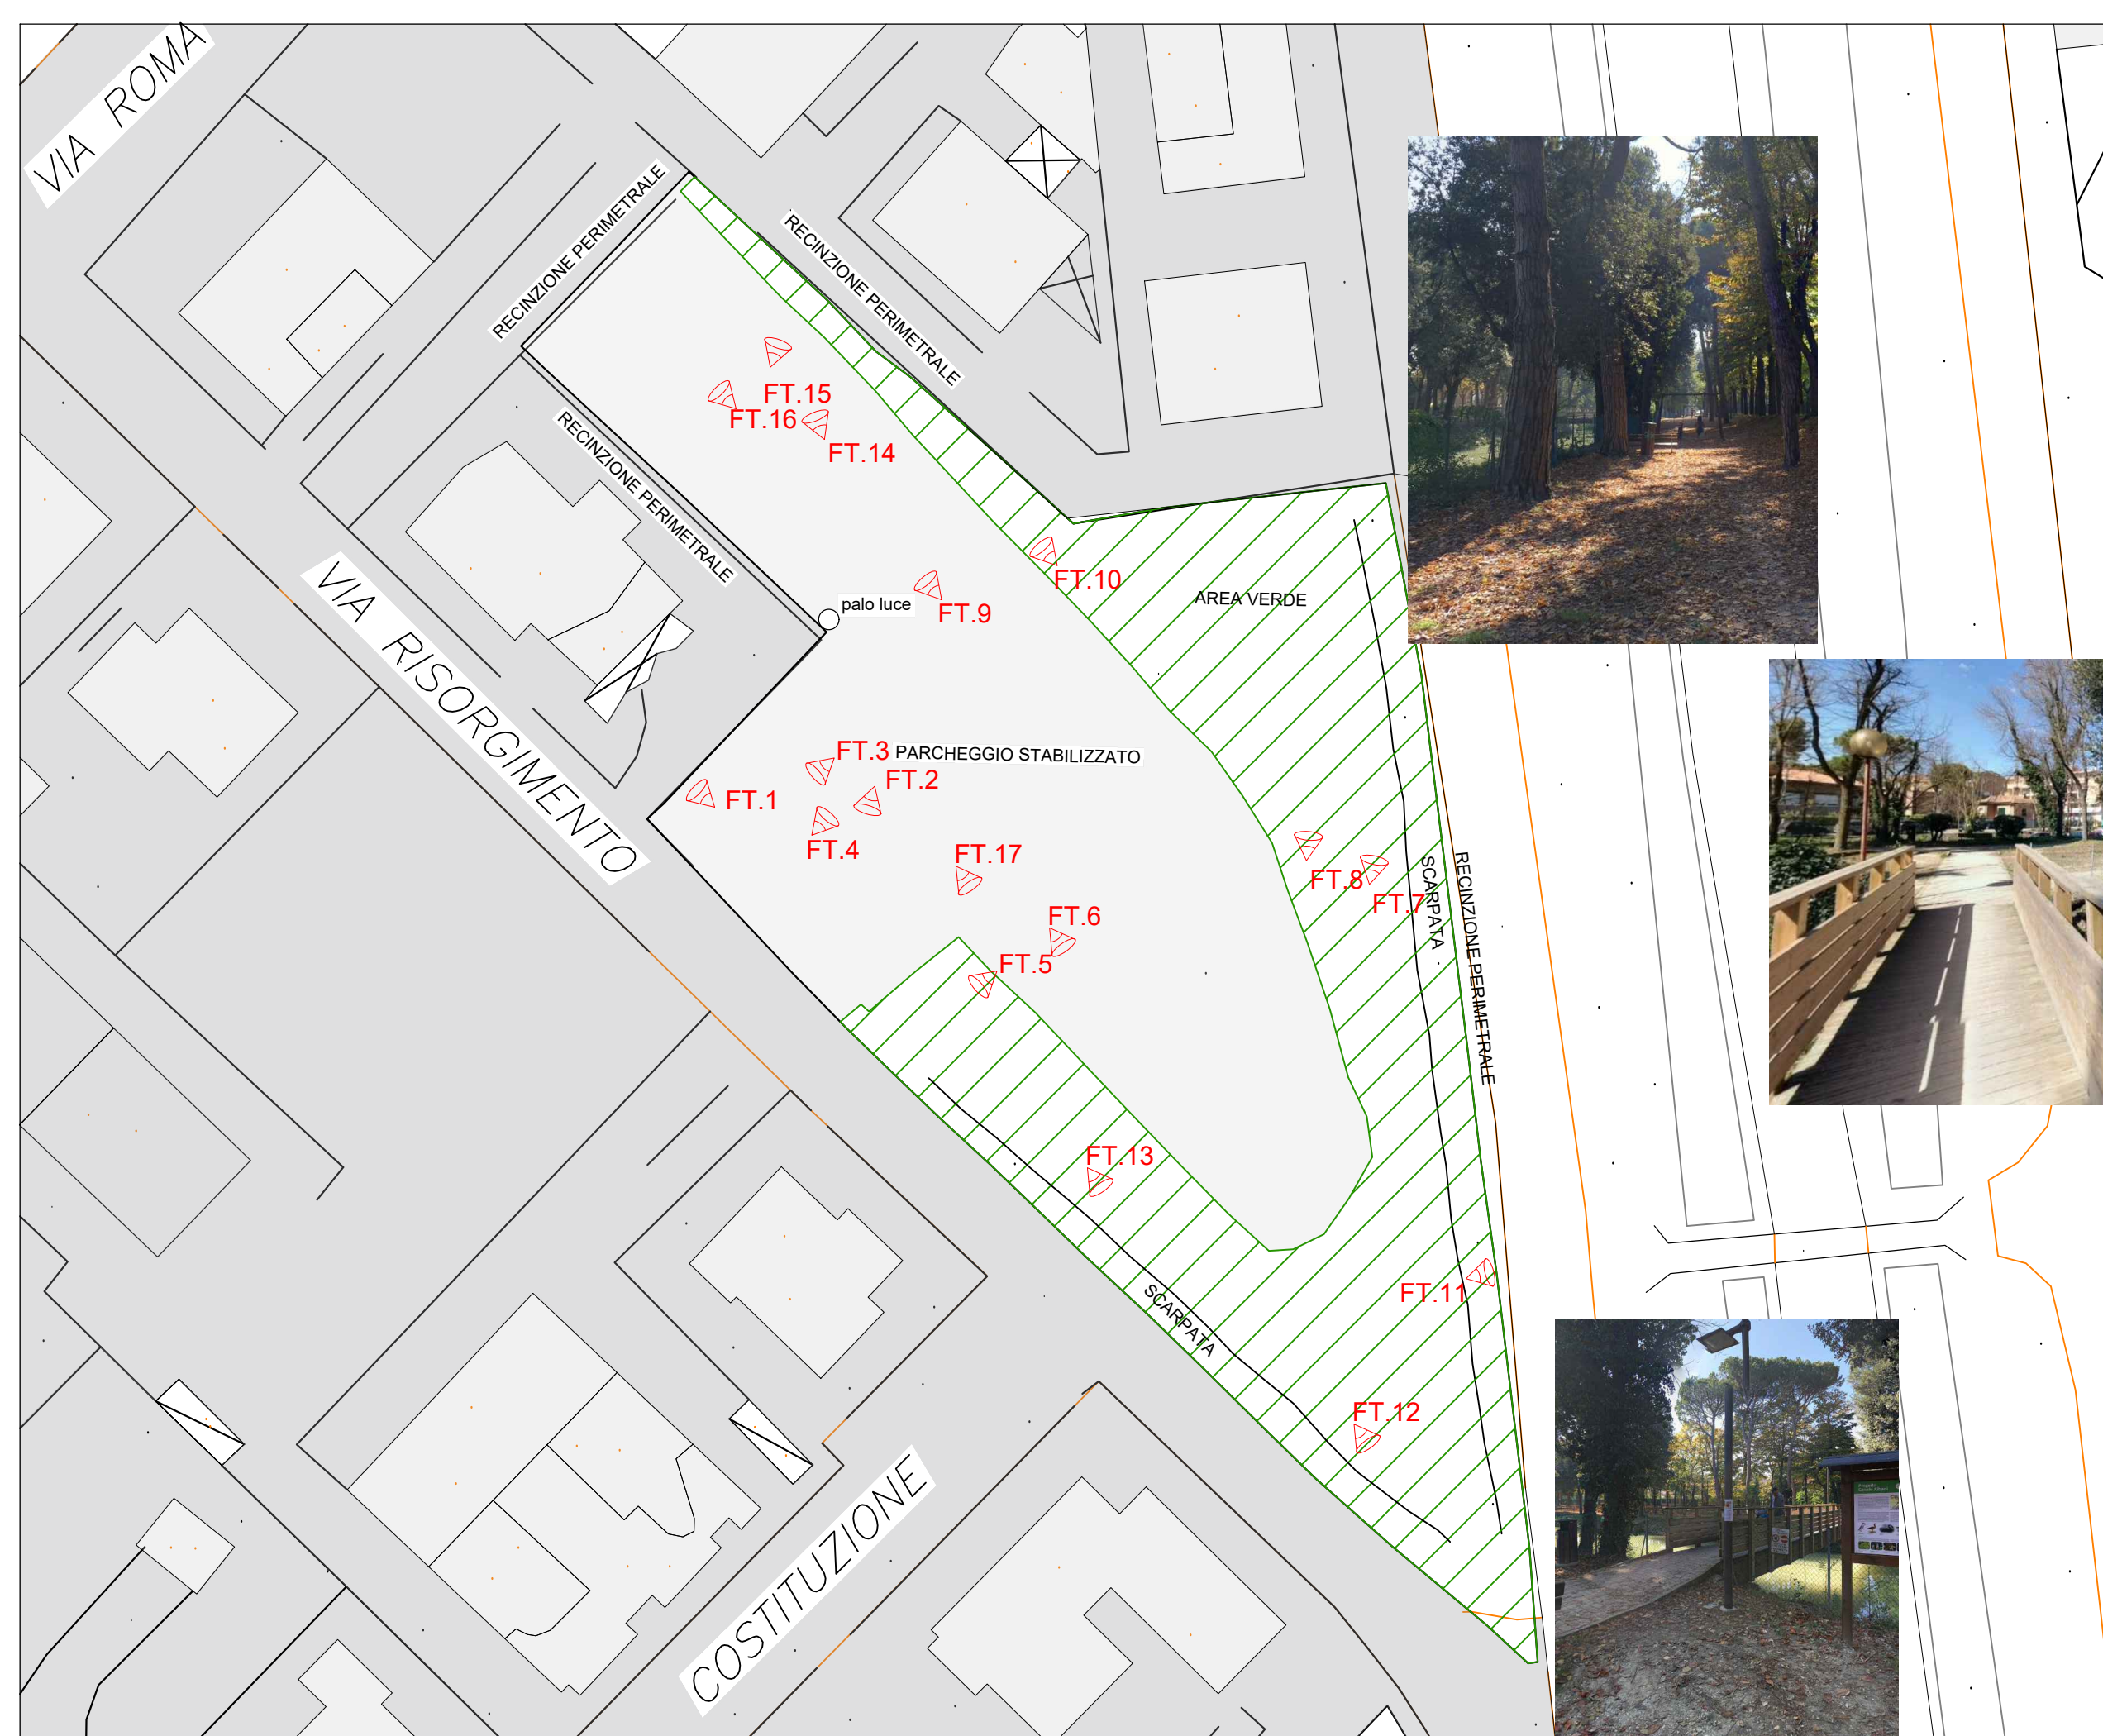 VIA ROMA
RECINZIONE PERIMETRALE
RECINZIONE PERIMETRALE
FT.15
FT.16
FT.14
RECINZIONE PERIMETRALE
FT.10
AREA VERDE
palo luce
FT.9
VIA RISORGIMENTO
FT.3
PARCHEGGIO STABILIZZATO
FT.2
FT.1
FT.4
FT.17
FT.8
FT.7
SCARPATA
RECINZIONE PERIMETRALE
FT.6
FT.5
FT.13
FT.11
SCARPATA
FT.12
COSTITUZIONE